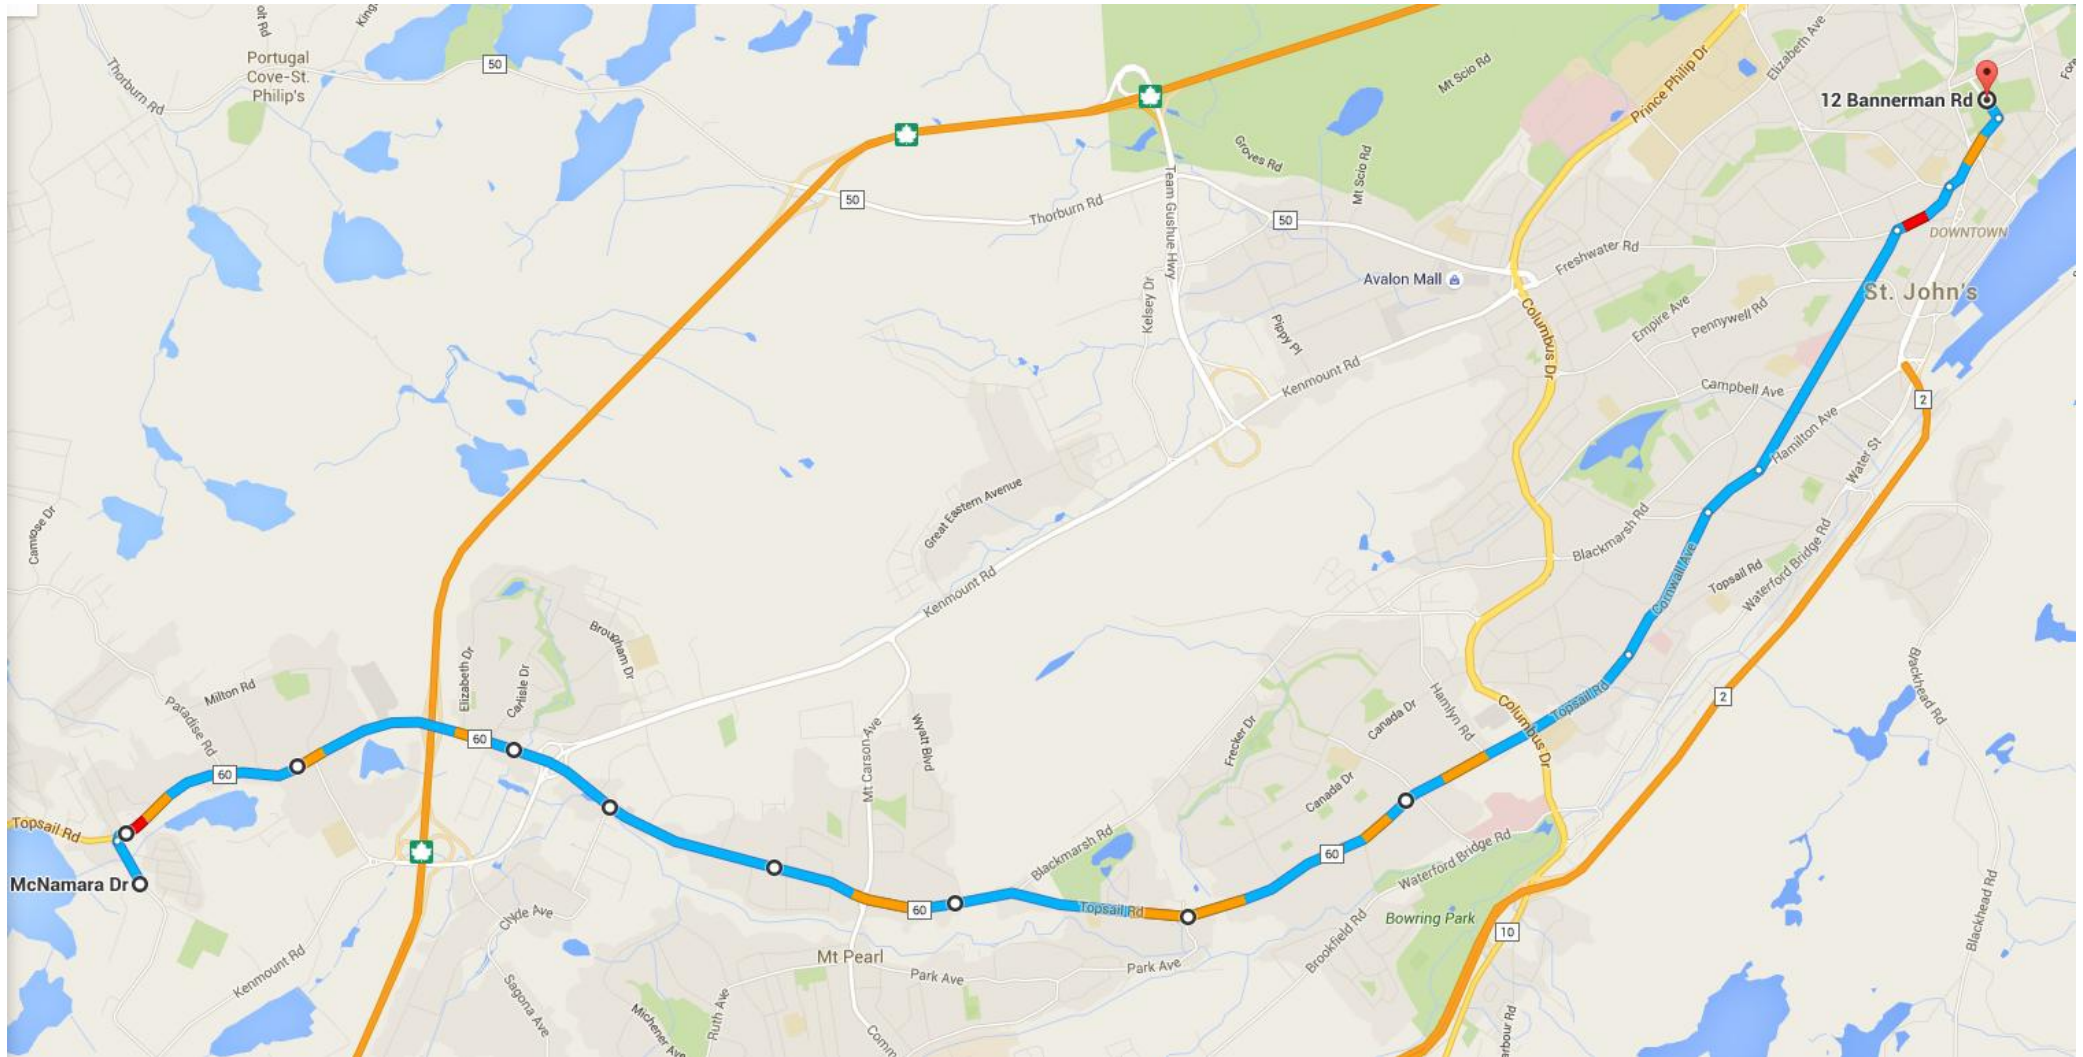 olt Rd
King
Thorburn Rd
Portugal
Cove-St.
Philip's
50
Mt Scio Rd
Prince Philip Dr
Elizabeth Ave
12 Bannerman Rd
50
Thorburn Rd
Team Gushue Hwy
Groves Rd
Mt Scio Rd
50
Freshwater Rd
DOWNTOWN
Avalon Mall
St. John's
Kelsey Dr
Pippy Pl
Columbus Dr
Empire Ave
Pennywell Rd
Kenmount Rd
Campbell Ave
2
Hamilton Ave
Water St
Camrose Dr
Great Eastern Avenue
Blackmarsh Rd
Cornwall Ave
Topsail Rd
Waterford Bridge Rd
Kenmount Rd
Elizabeth Dr
Carlisle Dr
Brougham Dr
Milton Rd
Paradise Rd
60
60
Mt Carson Ave
Wyatt Blvd
Frecker Dr
Canada Dr
Hamlyn Rd
Columbus Dr
Topsail Rd
2
Blackhead Rd
Canada Dr
Topsail Rd
McNamara Dr
Blackmarsh Rd
60
Waterford Bridge Rd
60
Topsail Rd
Clyde Ave
Bowring Park
10
Brookfield Rd
Blackhead Rd
Mt Pearl
Park Ave
Park Ave
Kenmount Rd
Sagona Ave
Michener Ave
Ruth Ave
Comm
arbour Rd